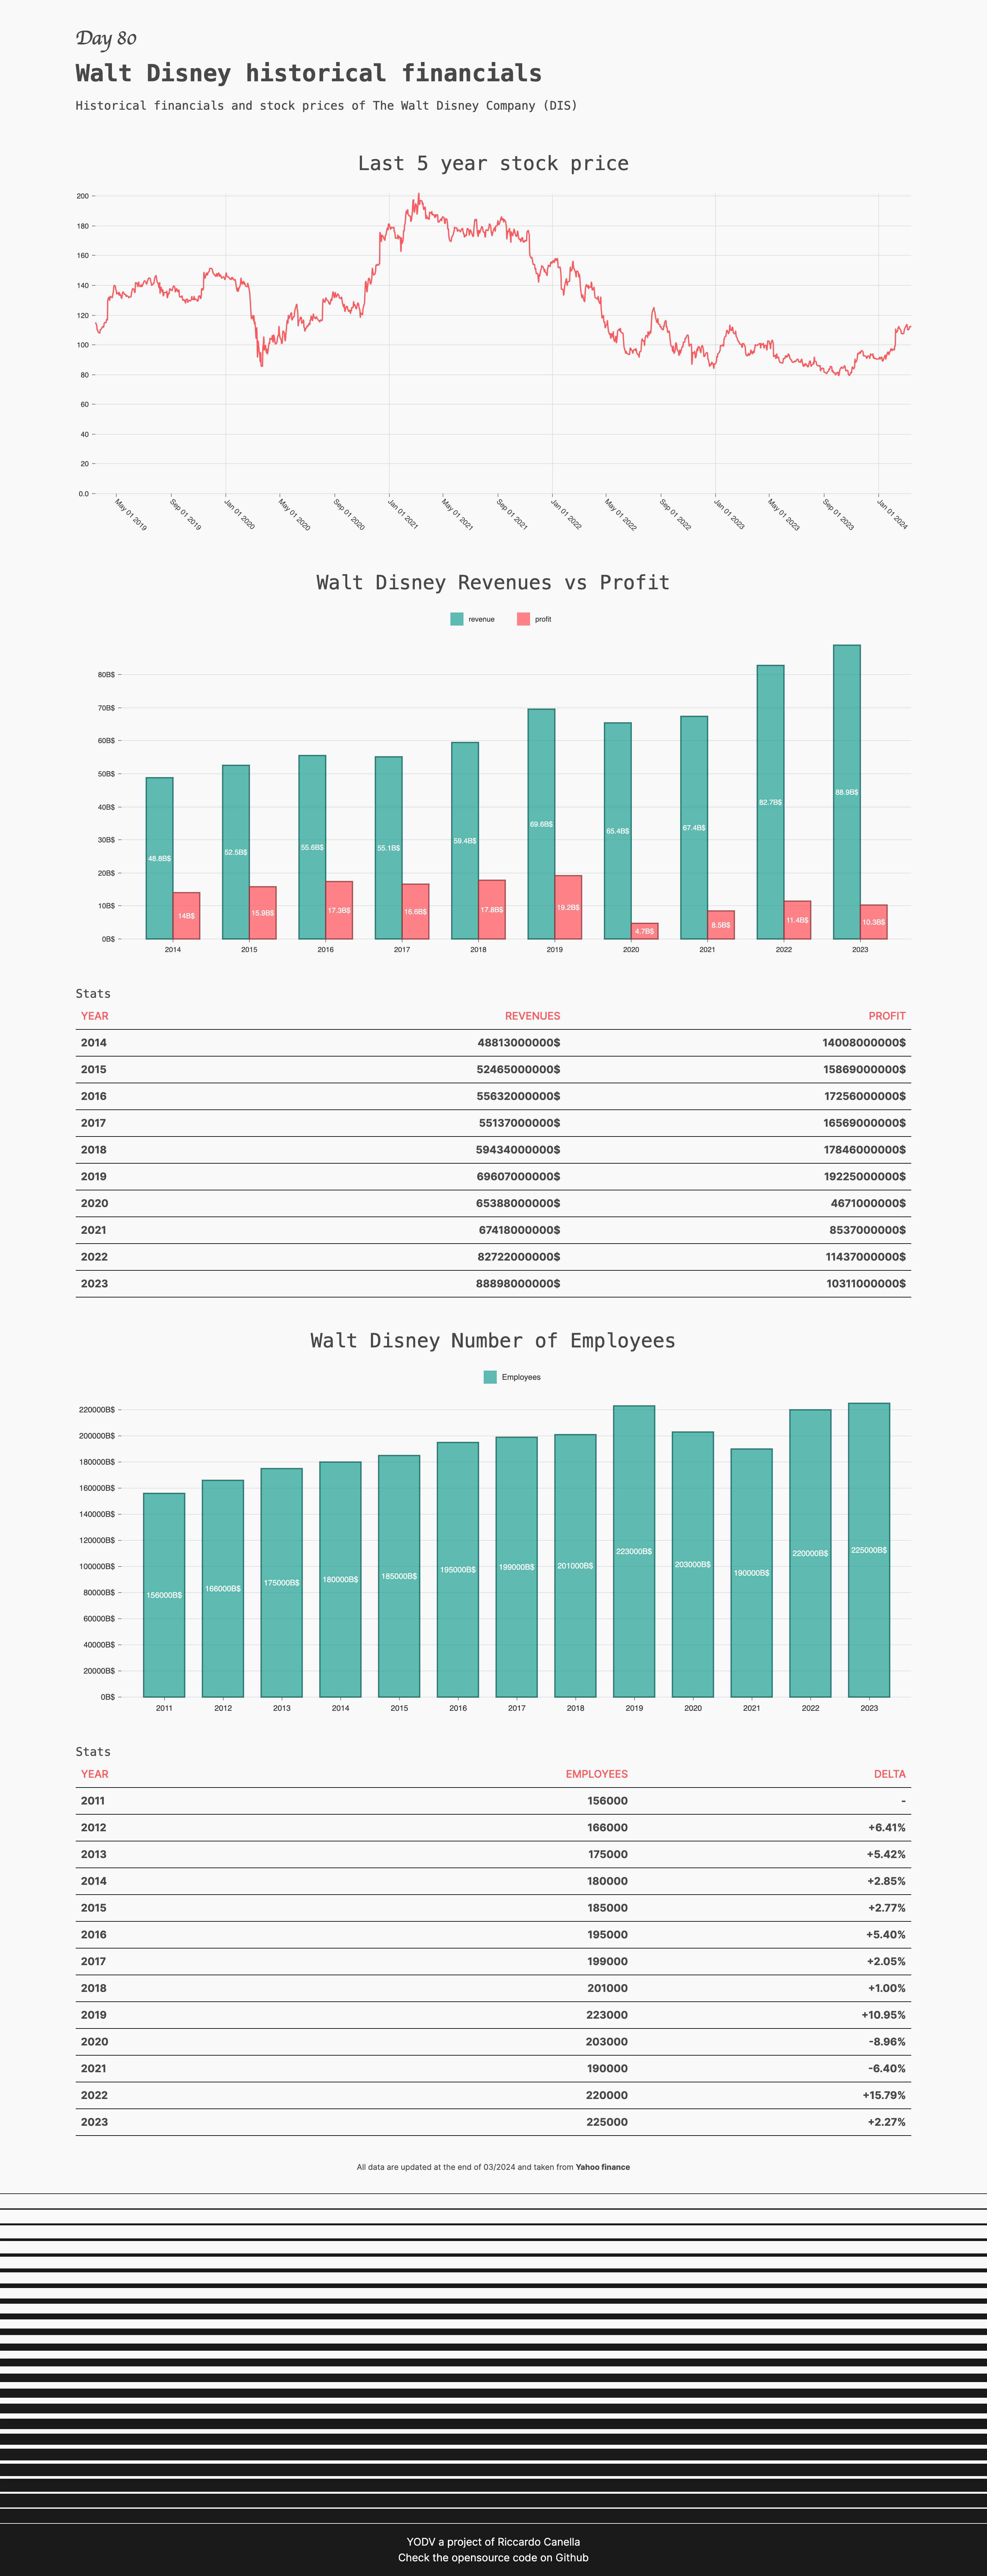 Day 80
Walt Disney historical financials
Historical financials and stock prices of The Walt Disney Company (DIS)
Last 5 year stock price
200
180
160
140
120
100
80
60
40
20
0.0
May 01 2019
Sep 01 2019
Jan 01 2020
May 01 2020
Sep 01 2020
Jan 01 2021
May 01 2021
Sep 01 2021
Jan 01 2022
May 01 2022
Sep 01 2022
Jan 01 2023
May 01 2023
Sep 01 2023
Jan 01 2024
Walt Disney Revenues vs Profit
revenue profit
80B$
70B$
60B$
50B$
40B$
30B$
20B$
10B$
0B$
48.8B$ 14B$
52.5B$ 15.9B$
55.6B$ 17.3B$
55.1B$ 16.6B$
59.4B$ 17.8B$
69.6B$ 19.2B$
65.4B$ 4.7B$
67.4B$ 8.5B$
82.7B$ 11.4B$
88.9B$ 10.3B$
2014 2015 2016 2017 2018 2019 2020 2021 2022 2023
Stats
YEAR REVENUES PROFIT
2014 48813000000$ 14008000000$
2015 52465000000$ 15869000000$
2016 55632000000$ 17256000000$
2017 55137000000$ 16569000000$
2018 59434000000$ 17846000000$
2019 69607000000$ 19225000000$
2020 65388000000$ 4671000000$
2021 67418000000$ 8537000000$
2022 82722000000$ 11437000000$
2023 88898000000$ 10311000000$
Walt Disney Number of Employees
Employees
220000B$
200000B$
180000B$
160000B$
140000B$
120000B$
100000B$
80000B$
60000B$
40000B$
20000B$
0B$
156000B$ 166000B$ 175000B$ 180000B$ 185000B$ 195000B$ 199000B$ 201000B$ 223000B$ 203000B$ 190000B$ 220000B$ 225000B$
2011 2012 2013 2014 2015 2016 2017 2018 2019 2020 2021 2022 2023
Stats
YEAR EMPLOYEES DELTA
2011 156000 -
2012 166000 +6.41%
2013 175000 +5.42%
2014 180000 +2.85%
2015 185000 +2.77%
2016 195000 +5.40%
2017 199000 +2.05%
2018 201000 +1.00%
2019 223000 +10.95%
2020 203000 -8.96%
2021 190000 -6.40%
2022 220000 +15.79%
2023 225000 +2.27%
All data are updated at the end of 03/2024 and taken from Yahoo finance
YODV a project of Riccardo Canella
Check the opensource code on Github